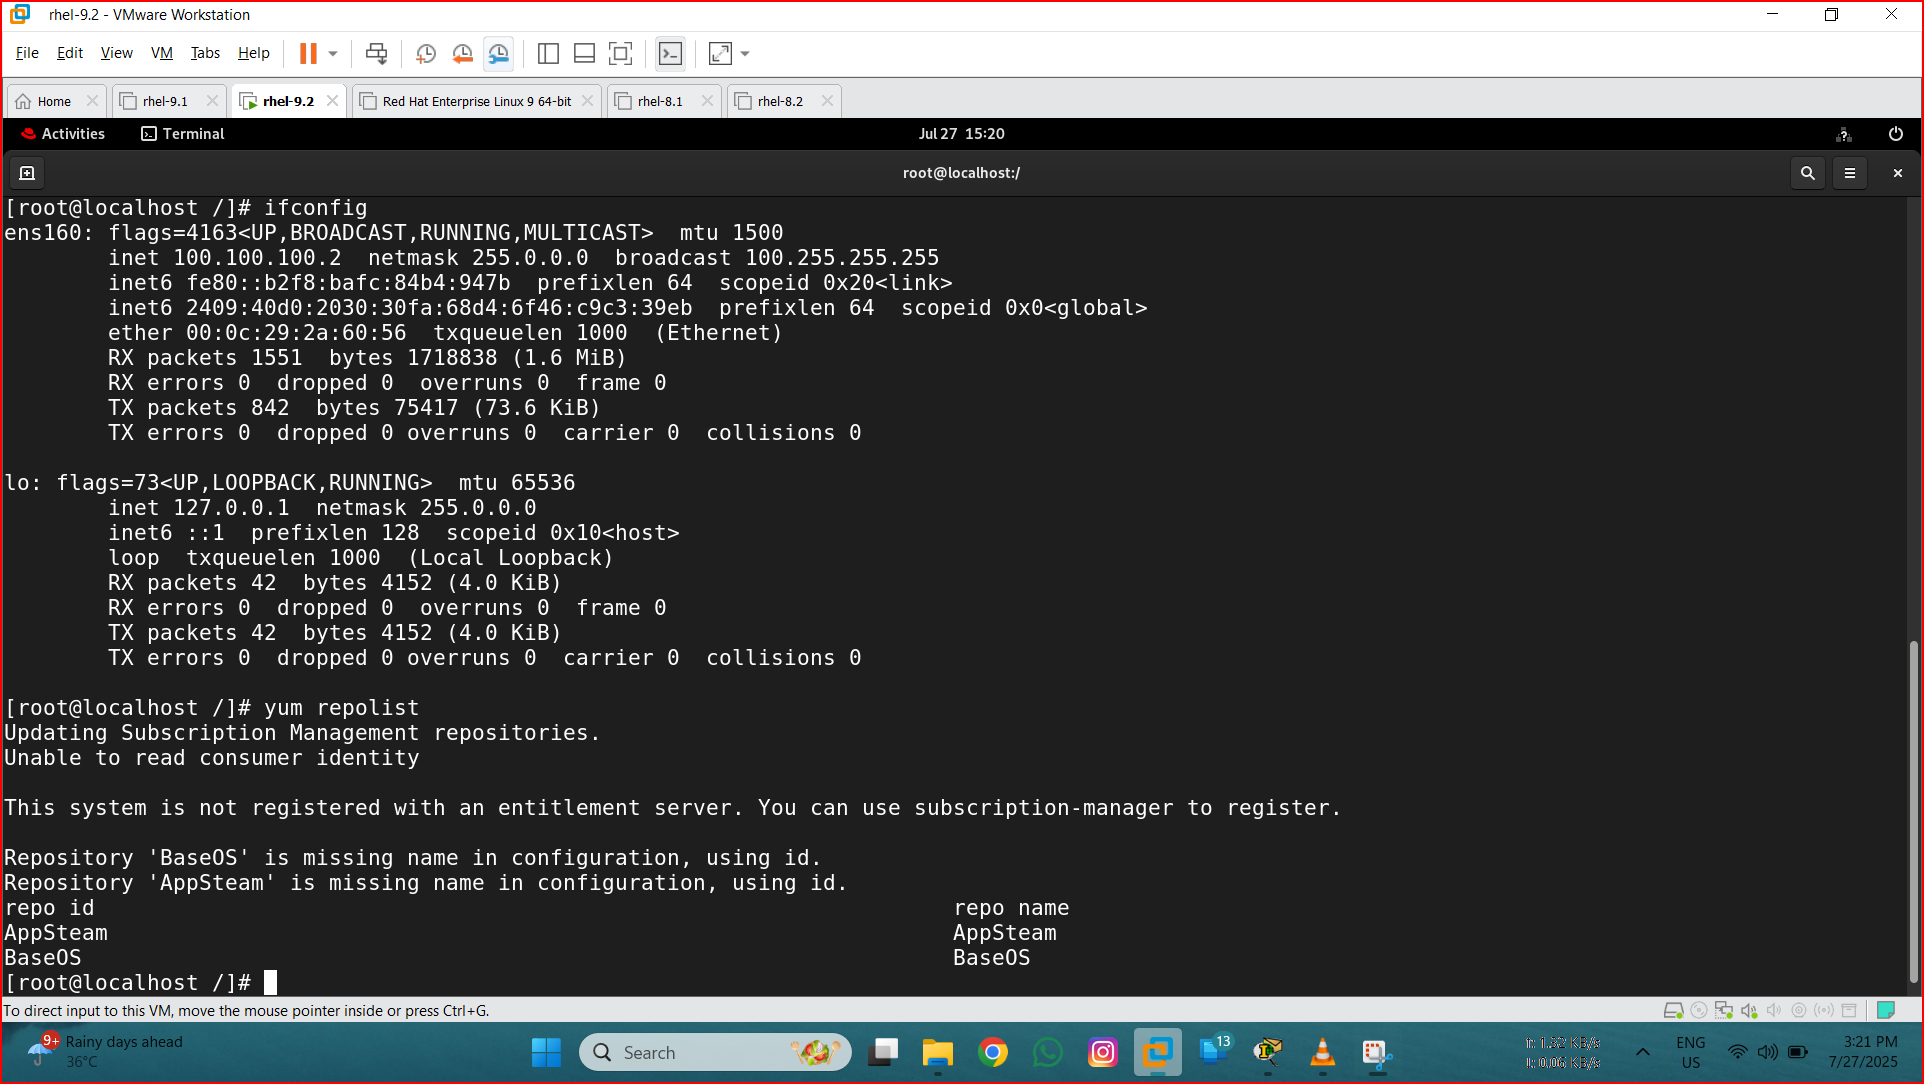 rhel-9.2 - VMware Workstation
File Edit View VM Tabs Help
Home rhel-9.1 rhel-9.2 Red Hat Enterprise Linux 9 64-bit rhel-8.1 rhel-8.2
Activities Terminal Jul 27 15:20
root@localhost:/
[root@localhost /]# ifconfig
ens160: flags=4163<UP,BROADCAST,RUNNING,MULTICAST>  mtu 1500
        inet 100.100.100.2  netmask 255.0.0.0  broadcast 100.255.255.255
        inet6 fe80::b2f8:bafc:84b4:947b  prefixlen 64  scopeid 0x20<link>
        inet6 2409:40d0:2030:30fa:68d4:6f46:c9c3:39eb  prefixlen 64  scopeid 0x0<global>
        ether 00:0c:29:2a:60:56  txqueuelen 1000  (Ethernet)
        RX packets 1551  bytes 1718838 (1.6 MiB)
        RX errors 0  dropped 0  overruns 0  frame 0
        TX packets 842  bytes 75417 (73.6 KiB)
        TX errors 0  dropped 0 overruns 0  carrier 0  collisions 0
lo: flags=73<UP,LOOPBACK,RUNNING>  mtu 65536
        inet 127.0.0.1  netmask 255.0.0.0
        inet6 ::1  prefixlen 128  scopeid 0x10<host>
        loop  txqueuelen 1000  (Local Loopback)
        RX packets 42  bytes 4152 (4.0 KiB)
        RX errors 0  dropped 0  overruns 0  frame 0
        TX packets 42  bytes 4152 (4.0 KiB)
        TX errors 0  dropped 0 overruns 0  carrier 0  collisions 0
[root@localhost /]# yum repolist
Updating Subscription Management repositories.
Unable to read consumer identity
This system is not registered with an entitlement server. You can use subscription-manager to register.
Repository 'BaseOS' is missing name in configuration, using id.
Repository 'AppSteam' is missing name in configuration, using id.
repo id repo name
AppSteam AppSteam
BaseOS BaseOS
[root@localhost /]#
To direct input to this VM, move the mouse pointer inside or press Ctrl+G.
9+ Rainy days ahead
36°C
Search
13
ENG
US
3:21 PM
7/27/2025